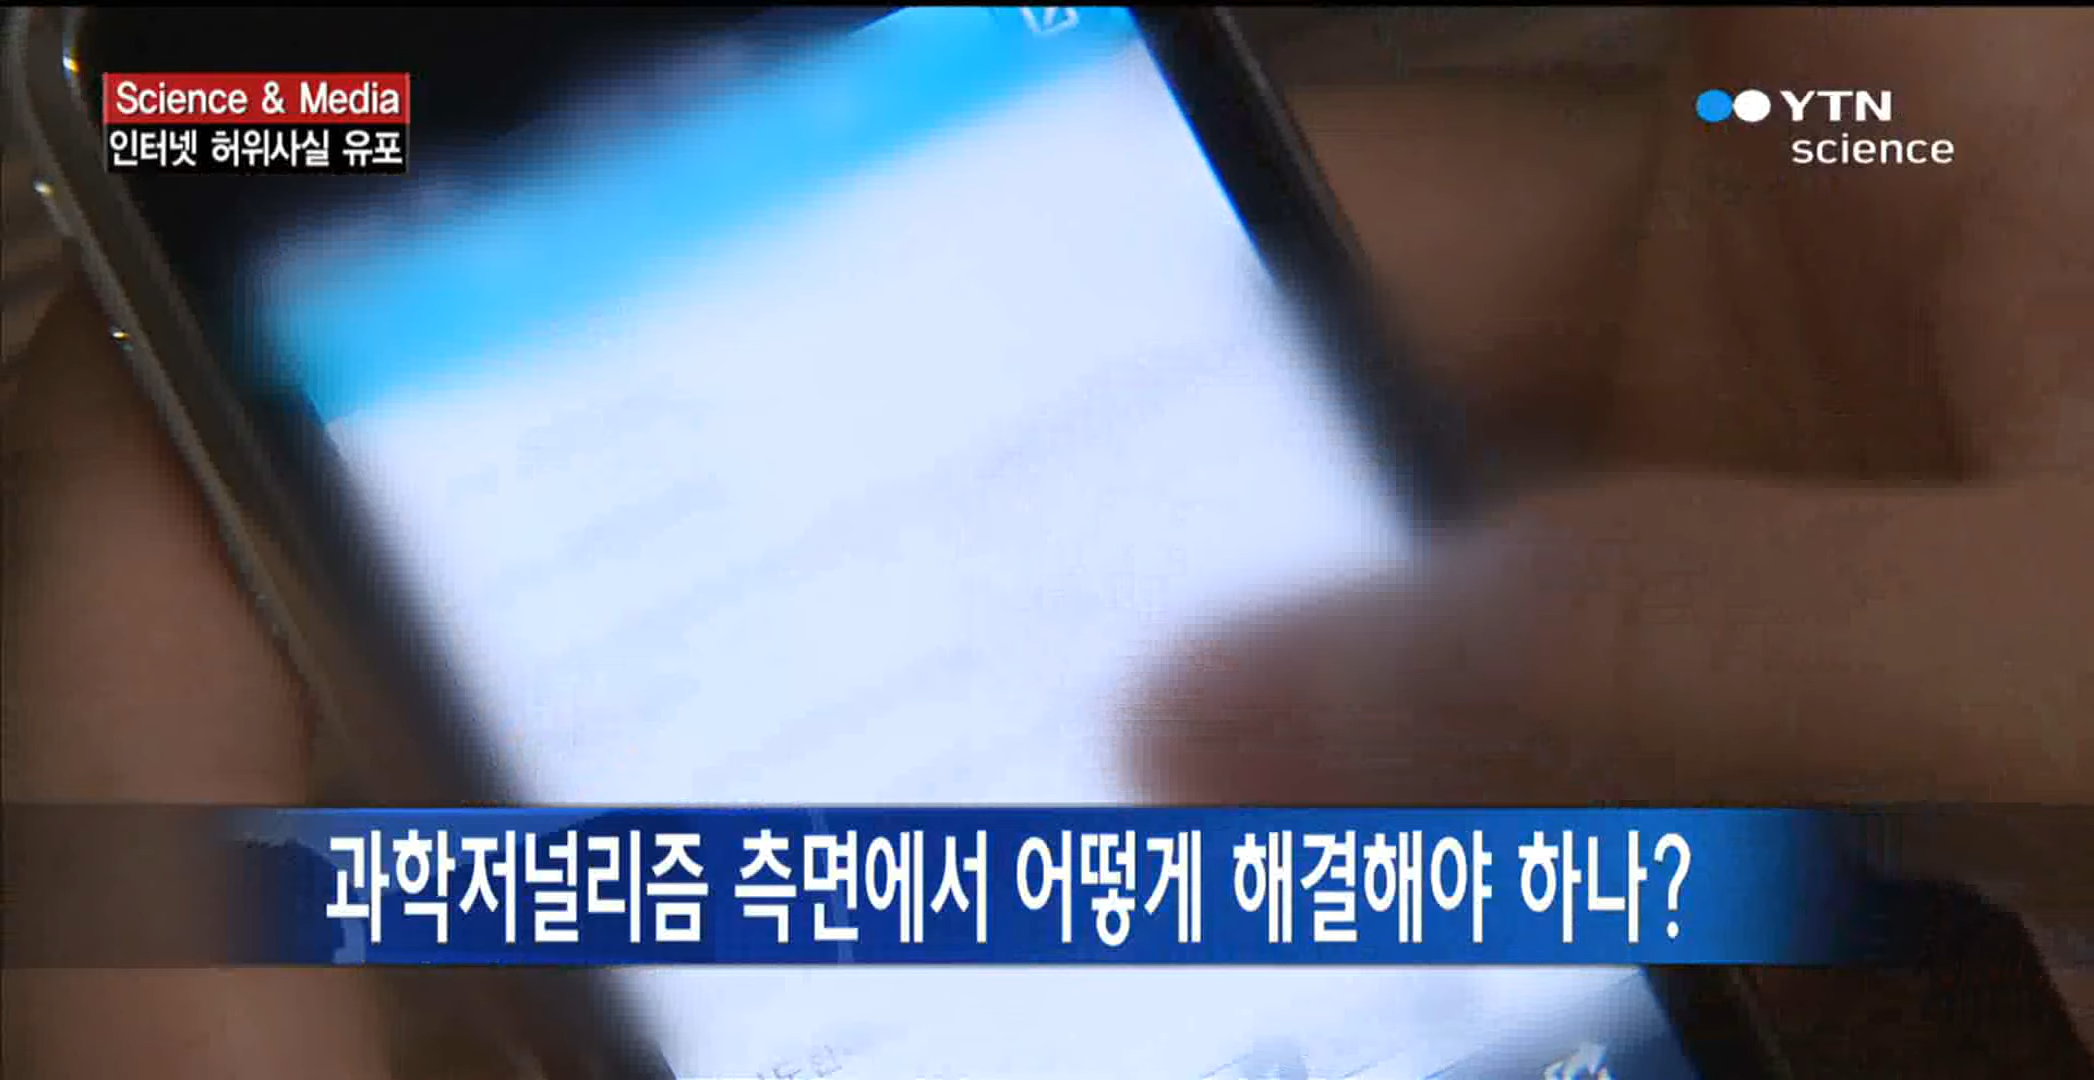 Science & Media
인터넷 허위사실 유포
YTN
science
과학저널리즘 측면에서 어떻게 해결해야 하나?